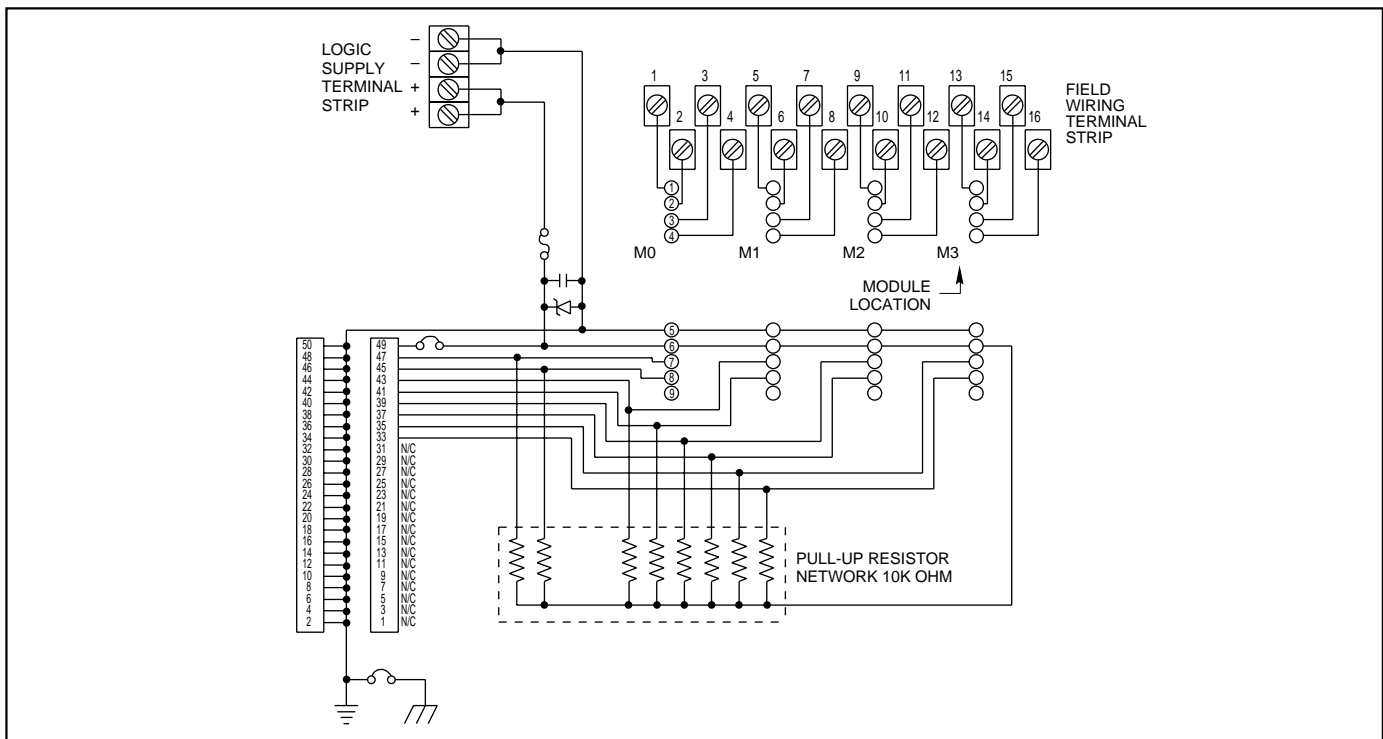 LOGIC
SUPPLY
TERMINAL
STRIP
–
–
+
+
1 3 5 7 9 11 13 15
2 4 6 8 10 12 14 16
FIELD
WIRING
TERMINAL
STRIP
1
2
3
4
M0 M1 M2 M3
MODULE
LOCATION
5
6
7
8
9
50 49
48 47
46 45
44 43
42 41
40 39
38 37
36 35
34 33
32 31 N/C
30 29 N/C
28 27 N/C
26 25 N/C
24 23 N/C
22 21 N/C
20 19 N/C
18 17 N/C
16 15 N/C
14 13 N/C
12 11 N/C
10 9 N/C
8 7 N/C
6 5 N/C
4 3 N/C
2 1 N/C
PULL-UP RESISTOR
NETWORK 10K OHM